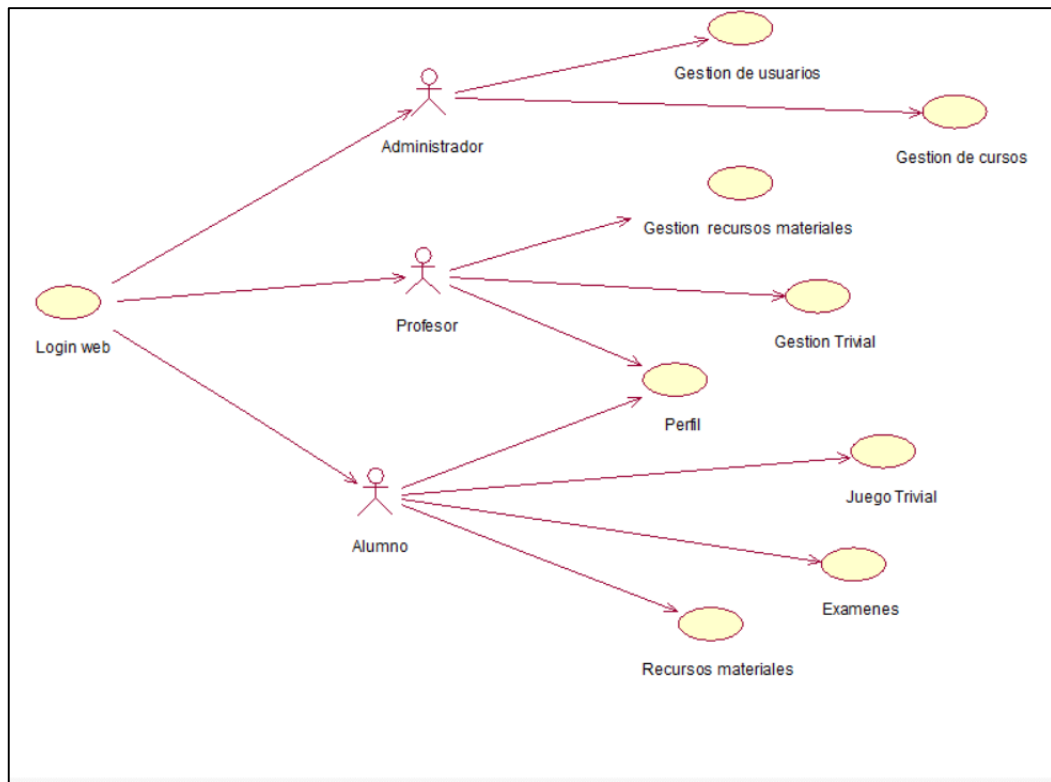 Gestion de usuarios
Administrador
Gestion de cursos
Gestion recursos materiales
Profesor
Login web
Gestion Trivial
Perfil
Juego Trivial
Alumno
Examenes
Recursos materiales